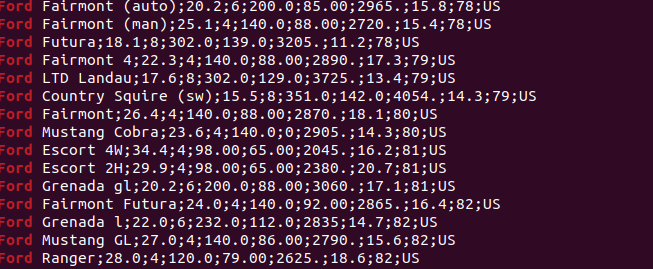 Ford Fairmont (auto);20.2;6;200.0;85.00;2965.;15.8;78;US
Ford Fairmont (man);25.1;4;140.0;88.00;2720.;15.4;78;US
Ford Futura;18.1;8;302.0;139.0;3205.;11.2;78;US
Ford Fairmont 4;22.3;4;140.0;88.00;2890.;17.3;79;US
Ford LTD Landau;17.6;8;302.0;129.0;3725.;13.4;79;US
Ford Country Squire (sw);15.5;8;351.0;142.0;4054.;14.3;79;US
Ford Fairmont;26.4;4;140.0;88.00;2870.;18.1;80;US
Ford Mustang Cobra;23.6;4;140.0;0;2905.;14.3;80;US
Ford Escort 4W;34.4;4;98.00;65.00;2045.;16.2;81;US
Ford Escort 2H;29.9;4;98.00;65.00;2380.;20.7;81;US
Ford Grenada gl;20.2;6;200.0;88.00;3060.;17.1;81;US
Ford Fairmont Futura;24.0;4;140.0;92.00;2865.;16.4;82;US
Ford Grenada l;22.0;6;232.0;112.0;2835;14.7;82;US
Ford Mustang GL;27.0;4;140.0;86.00;2790.;15.6;82;US
Ford Ranger;28.0;4;120.0;79.00;2625.;18.6;82;US